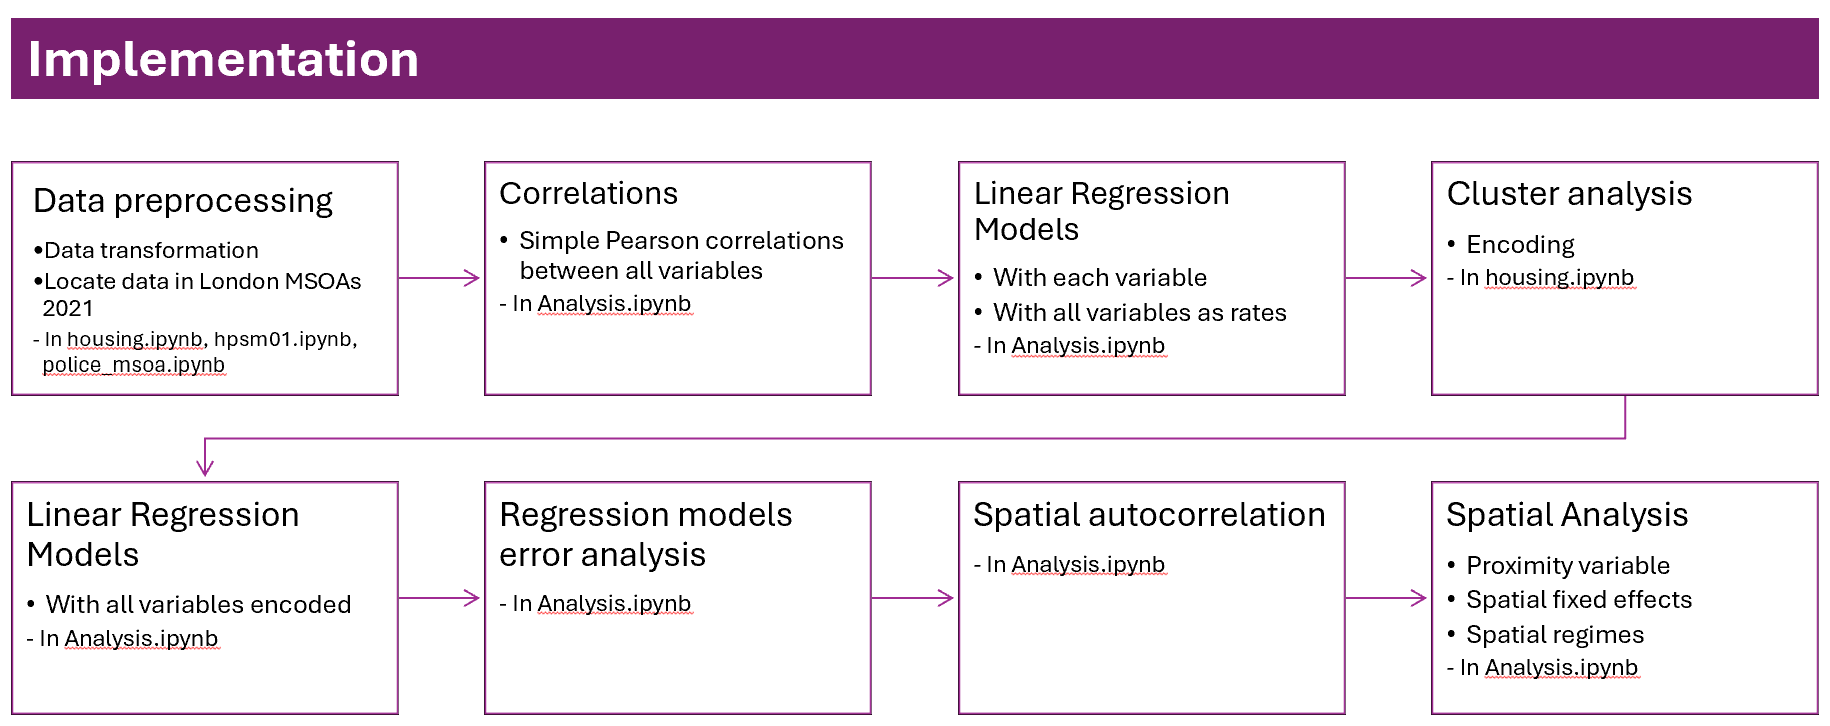 Implementation
Data preprocessing
•Data transformation
•Locate data in London MSOAs
2021
- In housing.ipynb, hpsm01.ipynb,
police_msoa.ipynb
Correlations
• Simple Pearson correlations
between all variables
- In Analysis.ipynb
Linear Regression
Models
• With each variable
• With all variables as rates
- In Analysis.ipynb
Cluster analysis
• Encoding
- In housing.ipynb
Linear Regression
Models
• With all variables encoded
- In Analysis.ipynb
Regression models
error analysis
- In Analysis.ipynb
Spatial autocorrelation
- In Analysis.ipynb
Spatial Analysis
• Proximity variable
• Spatial fixed effects
• Spatial regimes
- In Analysis.ipynb